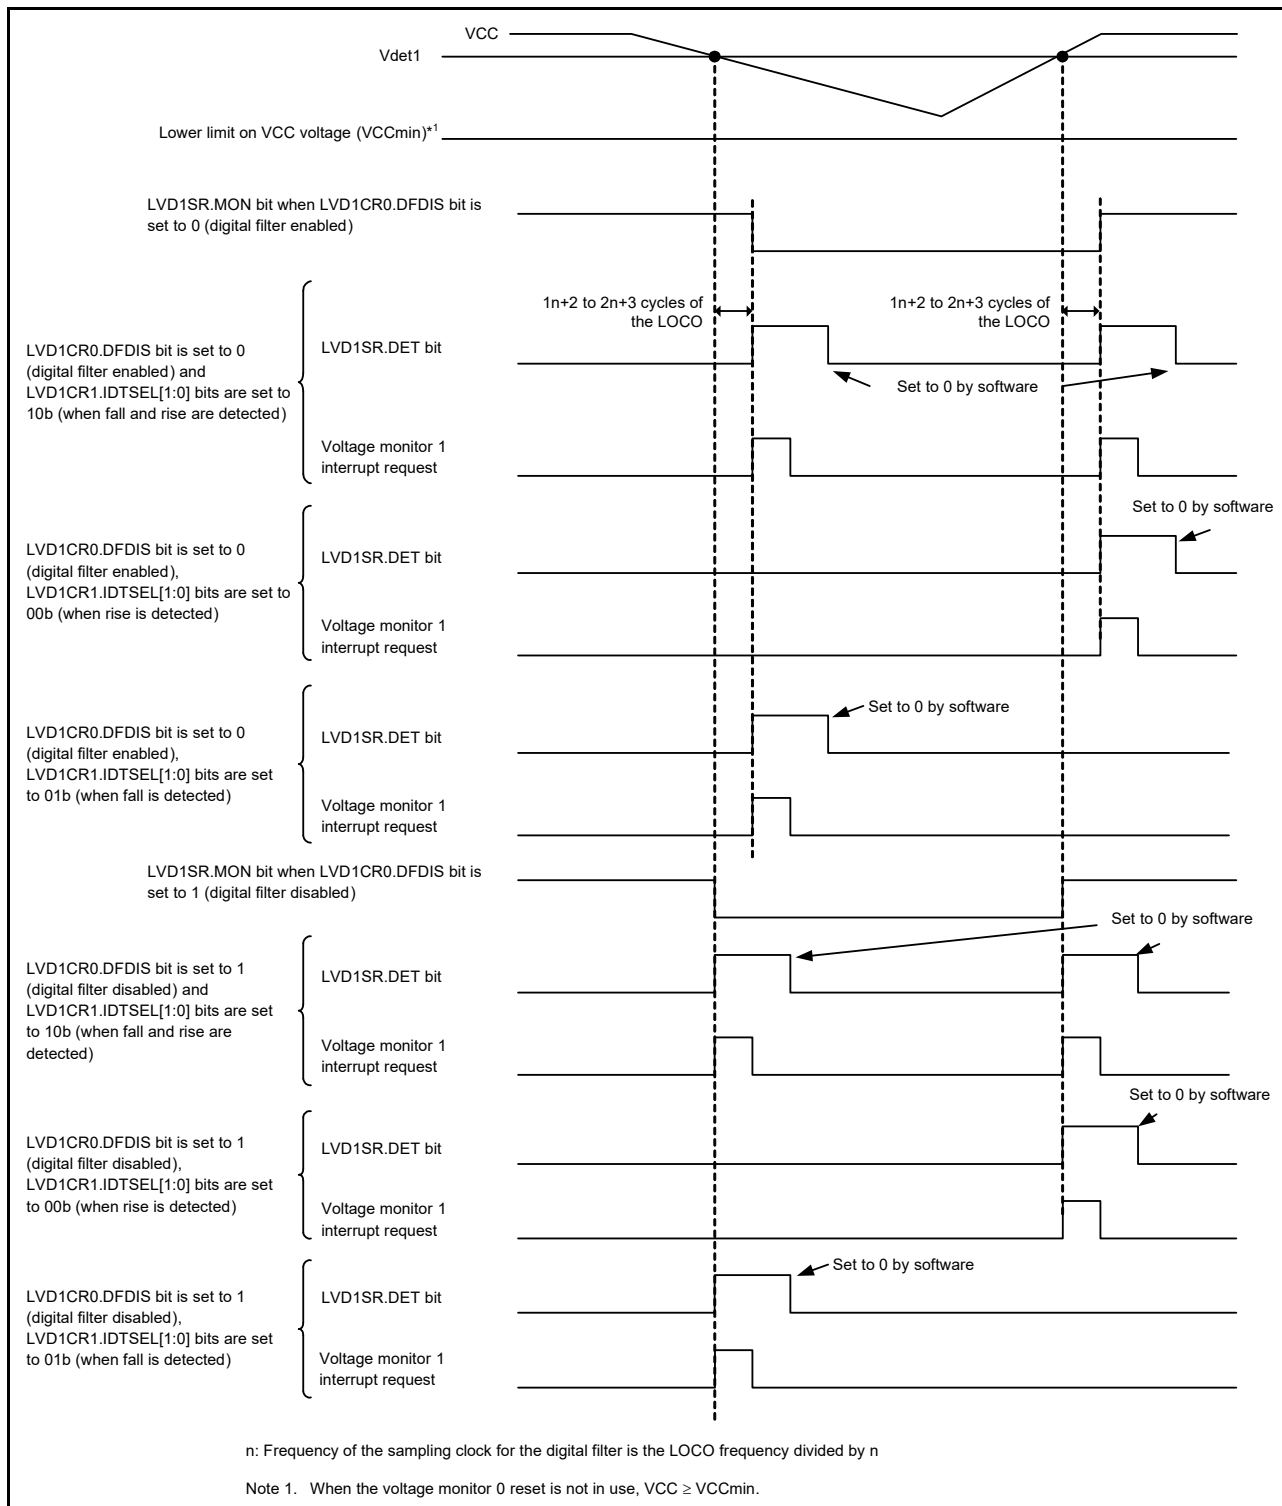 VCC
Vdet1
Lower limit on VCC voltage (VCCmin)*1
LVD1SR.MON bit when LVD1CR0.DFDIS bit is
set to 0 (digital filter enabled)
1n+2 to 2n+3 cycles of
the LOCO
1n+2 to 2n+3 cycles of
the LOCO
LVD1CR0.DFDIS bit is set to 0
(digital filter enabled) and
LVD1CR1.IDTSEL[1:0] bits are set to
10b (when fall and rise are detected)
LVD1SR.DET bit
Set to 0 by software
Voltage monitor 1
interrupt request
Set to 0 by software
LVD1CR0.DFDIS bit is set to 0
(digital filter enabled),
LVD1CR1.IDTSEL[1:0] bits are set to
00b (when rise is detected)
LVD1SR.DET bit
Voltage monitor 1
interrupt request
Set to 0 by software
LVD1CR0.DFDIS bit is set to 0
(digital filter enabled),
LVD1CR1.IDTSEL[1:0] bits are set
to 01b (when fall is detected)
LVD1SR.DET bit
Voltage monitor 1
interrupt request
LVD1SR.MON bit when LVD1CR0.DFDIS bit is
set to 1 (digital filter disabled)
Set to 0 by software
LVD1CR0.DFDIS bit is set to 1
(digital filter disabled) and
LVD1CR1.IDTSEL[1:0] bits are set
to 10b (when fall and rise are
detected)
LVD1SR.DET bit
Voltage monitor 1
interrupt request
Set to 0 by software
LVD1CR0.DFDIS bit is set to 1
(digital filter disabled),
LVD1CR1.IDTSEL[1:0] bits are set
to 00b (when rise is detected)
LVD1SR.DET bit
Voltage monitor 1
interrupt request
Set to 0 by software
LVD1CR0.DFDIS bit is set to 1
(digital filter disabled),
LVD1CR1.IDTSEL[1:0] bits are set
to 01b (when fall is detected)
LVD1SR.DET bit
Voltage monitor 1
interrupt request
n: Frequency of the sampling clock for the digital filter is the LOCO frequency divided by n
Note 1. When the voltage monitor 0 reset is not in use, VCC ≥ VCCmin.